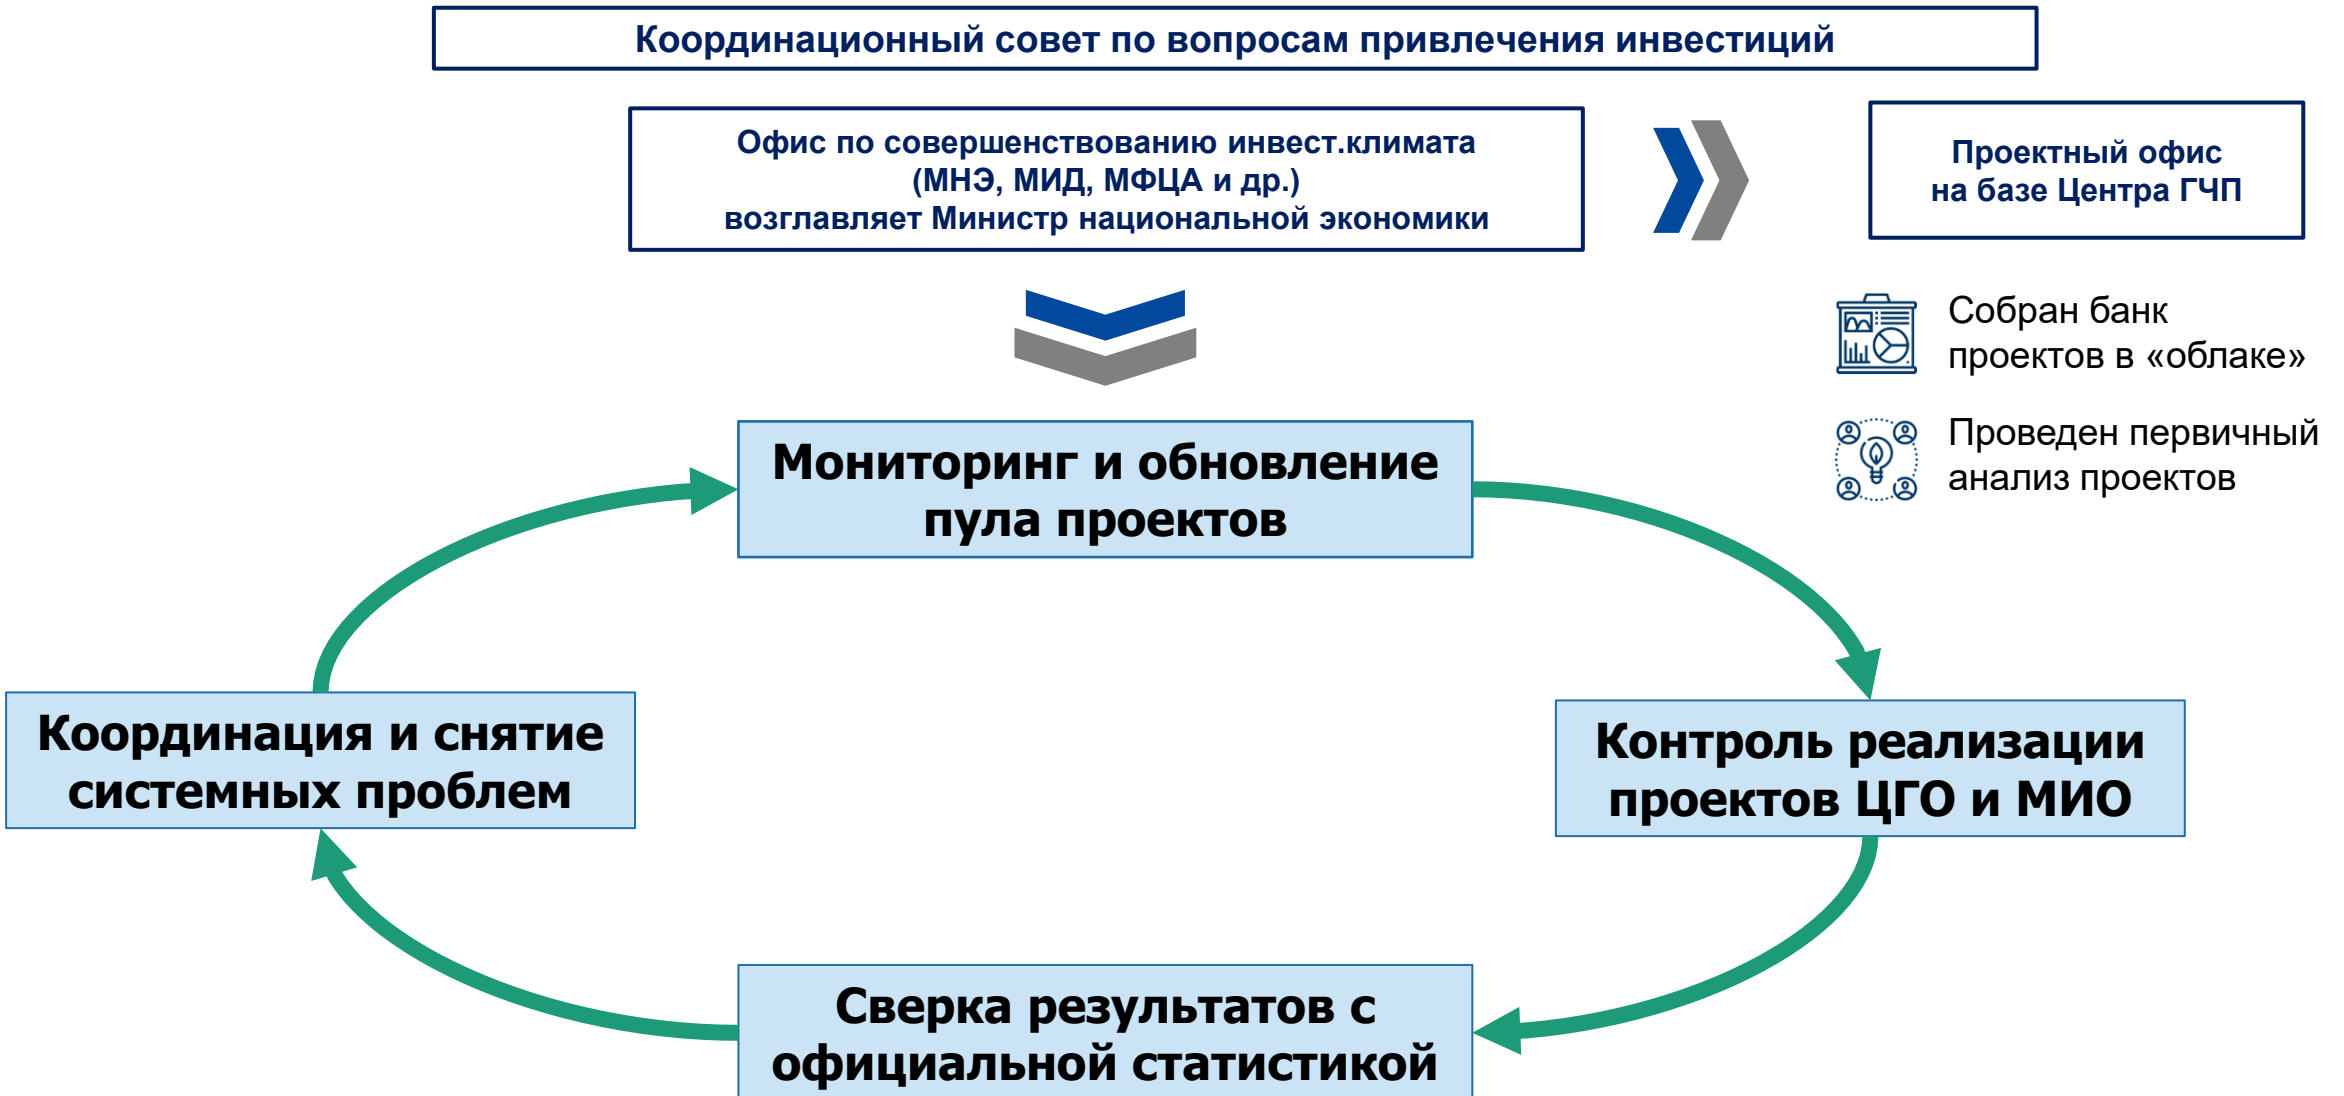 Координационный совет по вопросам привлечения инвестиций
Офис по совершенствованию инвест.климата
(МНЭ, МИД, МФЦА и др.)
возглавляет Министр национальной экономики
Проектный офис
на базе Центра ГЧП
Собран банк
проектов в «облаке»
Проведен первичный
анализ проектов
Мониторинг и обновление
пула проектов
Координация и снятие
системных проблем
Контроль реализации
проектов ЦГО и МИО
Сверка результатов с
официальной статистикой